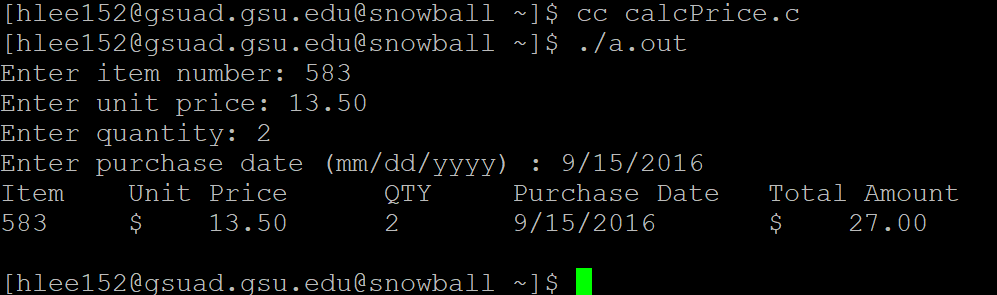 [hlee152@gsuad.gsu.edu@snowball ~]$ cc calcPrice.c
[hlee152@gsuad.gsu.edu@snowball ~]$ ./a.out
Enter item number: 583
Enter unit price: 13.50
Enter quantity: 2
Enter purchase date (mm/dd/yyyy) : 9/15/2016
Item    Unit Price      QTY     Purchase Date   Total Amount
583     $    13.50      2       9/15/2016       $    27.00
[hlee152@gsuad.gsu.edu@snowball ~]$